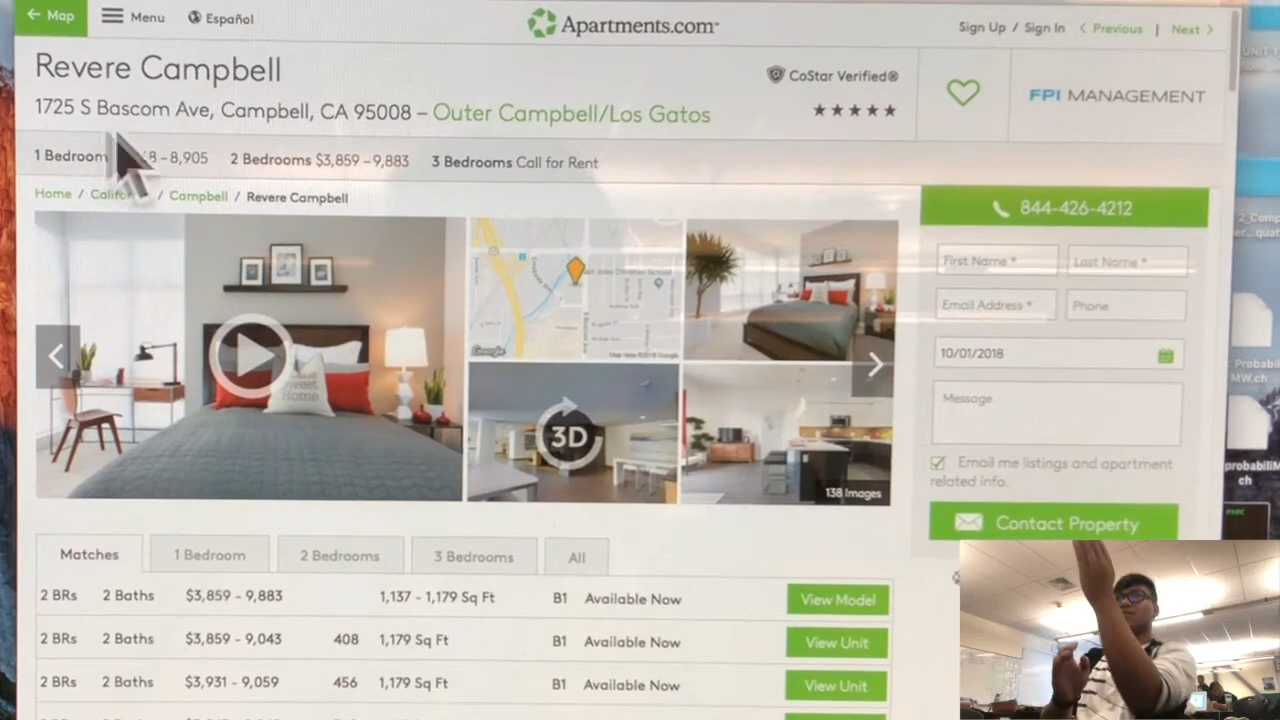 ← Map
Menu
Español
Apartments.com
Sign Up / Sign In
Previous | Next
Revere Campbell
CoStar Verified®
FPI MANAGEMENT
1725 S Bascom Ave, Campbell, CA 95008 – Outer Campbell/Los Gatos
1 Bedroom 8 – 8,905 2 Bedrooms $3,859 – 9,883 3 Bedrooms Call for Rent
Home / / Campbell / Revere Campbell
844-426-4212
First Name * Last Name *
Email Address * Phone
10/01/2018
Message
Email me listings and apartment
related info.
Contact Property
sweet
Home
Google
3D
138 Images
Matches 1 Bedroom 2 Bedrooms 3 Bedrooms All
2 BRs 2 Baths $3,859 - 9,883 1,137 - 1,179 Sq Ft B1 Available Now View Model
2 BRs 2 Baths $3,859 - 9,043 408 1,179 Sq Ft B1 Available Now View Unit
2 BRs 2 Baths $3,931 - 9,059 456 1,179 Sq Ft B1 Available Now View Unit